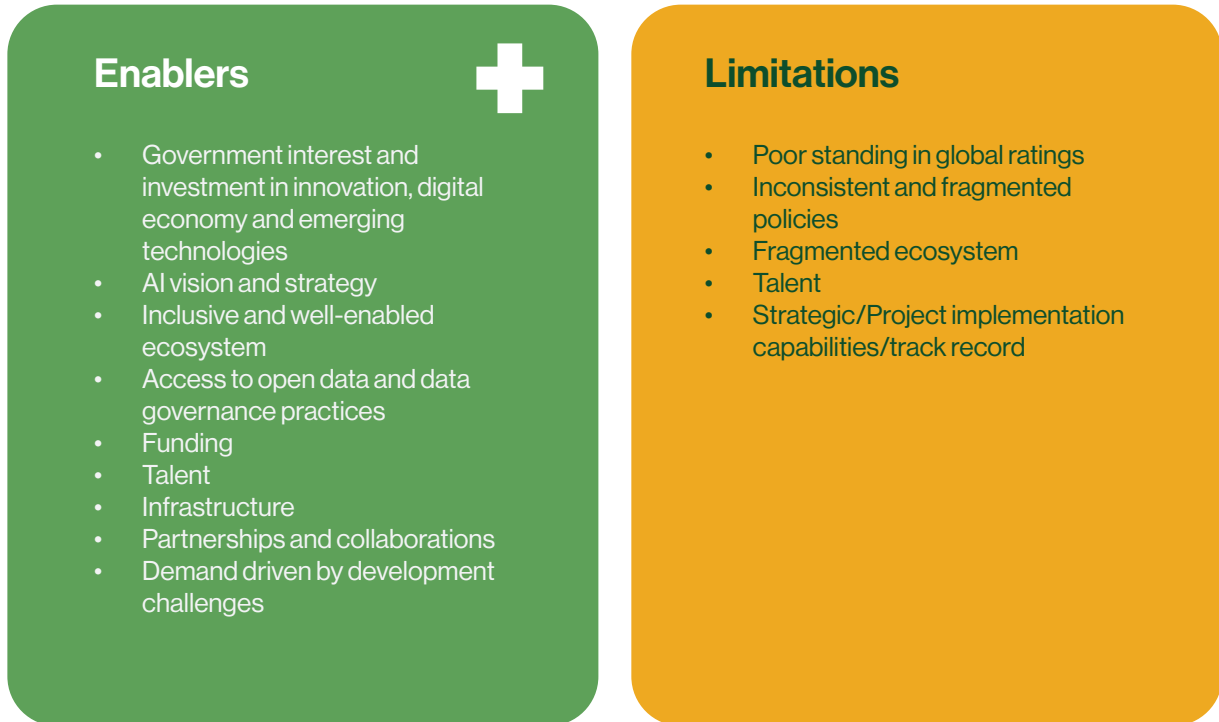 Enablers
• Government interest and
investment in innovation, digital
economy and emerging
technologies
• AI vision and strategy
• Inclusive and well-enabled
ecosystem
• Access to open data and data
governance practices
• Funding
• Talent
• Infrastructure
• Partnerships and collaborations
• Demand driven by development
challenges
Limitations
• Poor standing in global ratings
• Inconsistent and fragmented
policies
• Fragmented ecosystem
• Talent
• Strategic/Project implementation
capabilities/track record